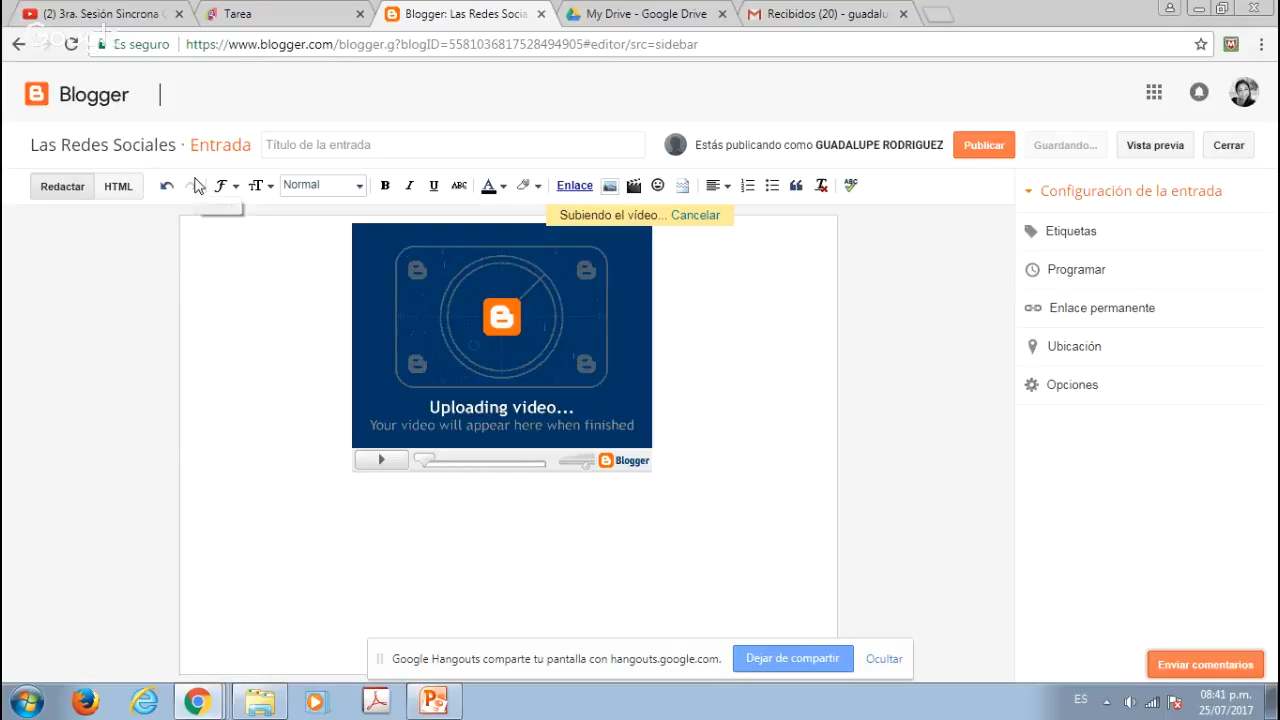 (2) 3ra. Sesión Sincrona C
Tarea
Blogger: Las Redes Socia
My Drive - Google Drive
Recibidos (20) - guadalu
Google
Es seguro
https://www.blogger.com/blogger.g?blogID=5581036817528494905#editor/src=sidebar
Blogger
Las Redes Sociales · Entrada
Título de la entrada
Estás publicando como GUADALUPE RODRIGUEZ
Publicar
Guardando...
Vista previa
Cerrar
Redactar
HTML
Normal
B
I
U
ABC
A
Enlace
Subiendo el vídeo... Cancelar
Configuración de la entrada
Etiquetas
Programar
Enlace permanente
Ubicación
Opciones
Uploading video...
Your video will appear here when finished
Blogger
Google Hangouts comparte tu pantalla con hangouts.google.com.
Dejar de compartir
Ocultar
Enviar comentarios
ES
08:41 p.m.
25/07/2017